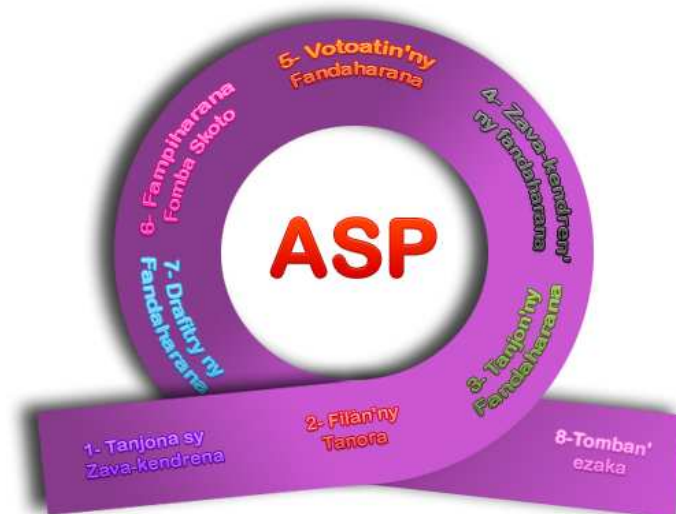 ASP
1- Tanjona sy
Zava-kendrena
2- Filàn'ny
Tanora
3- Tanjon'ny
Fandaharana
4- Zava-kendren'
ny fandaharana
5- Votoatin'ny
Fandaharana
6- Fampiharana
Fomba Skoto
7- Drafitry ny
Fandaharana
8-Tomban'
ezaka